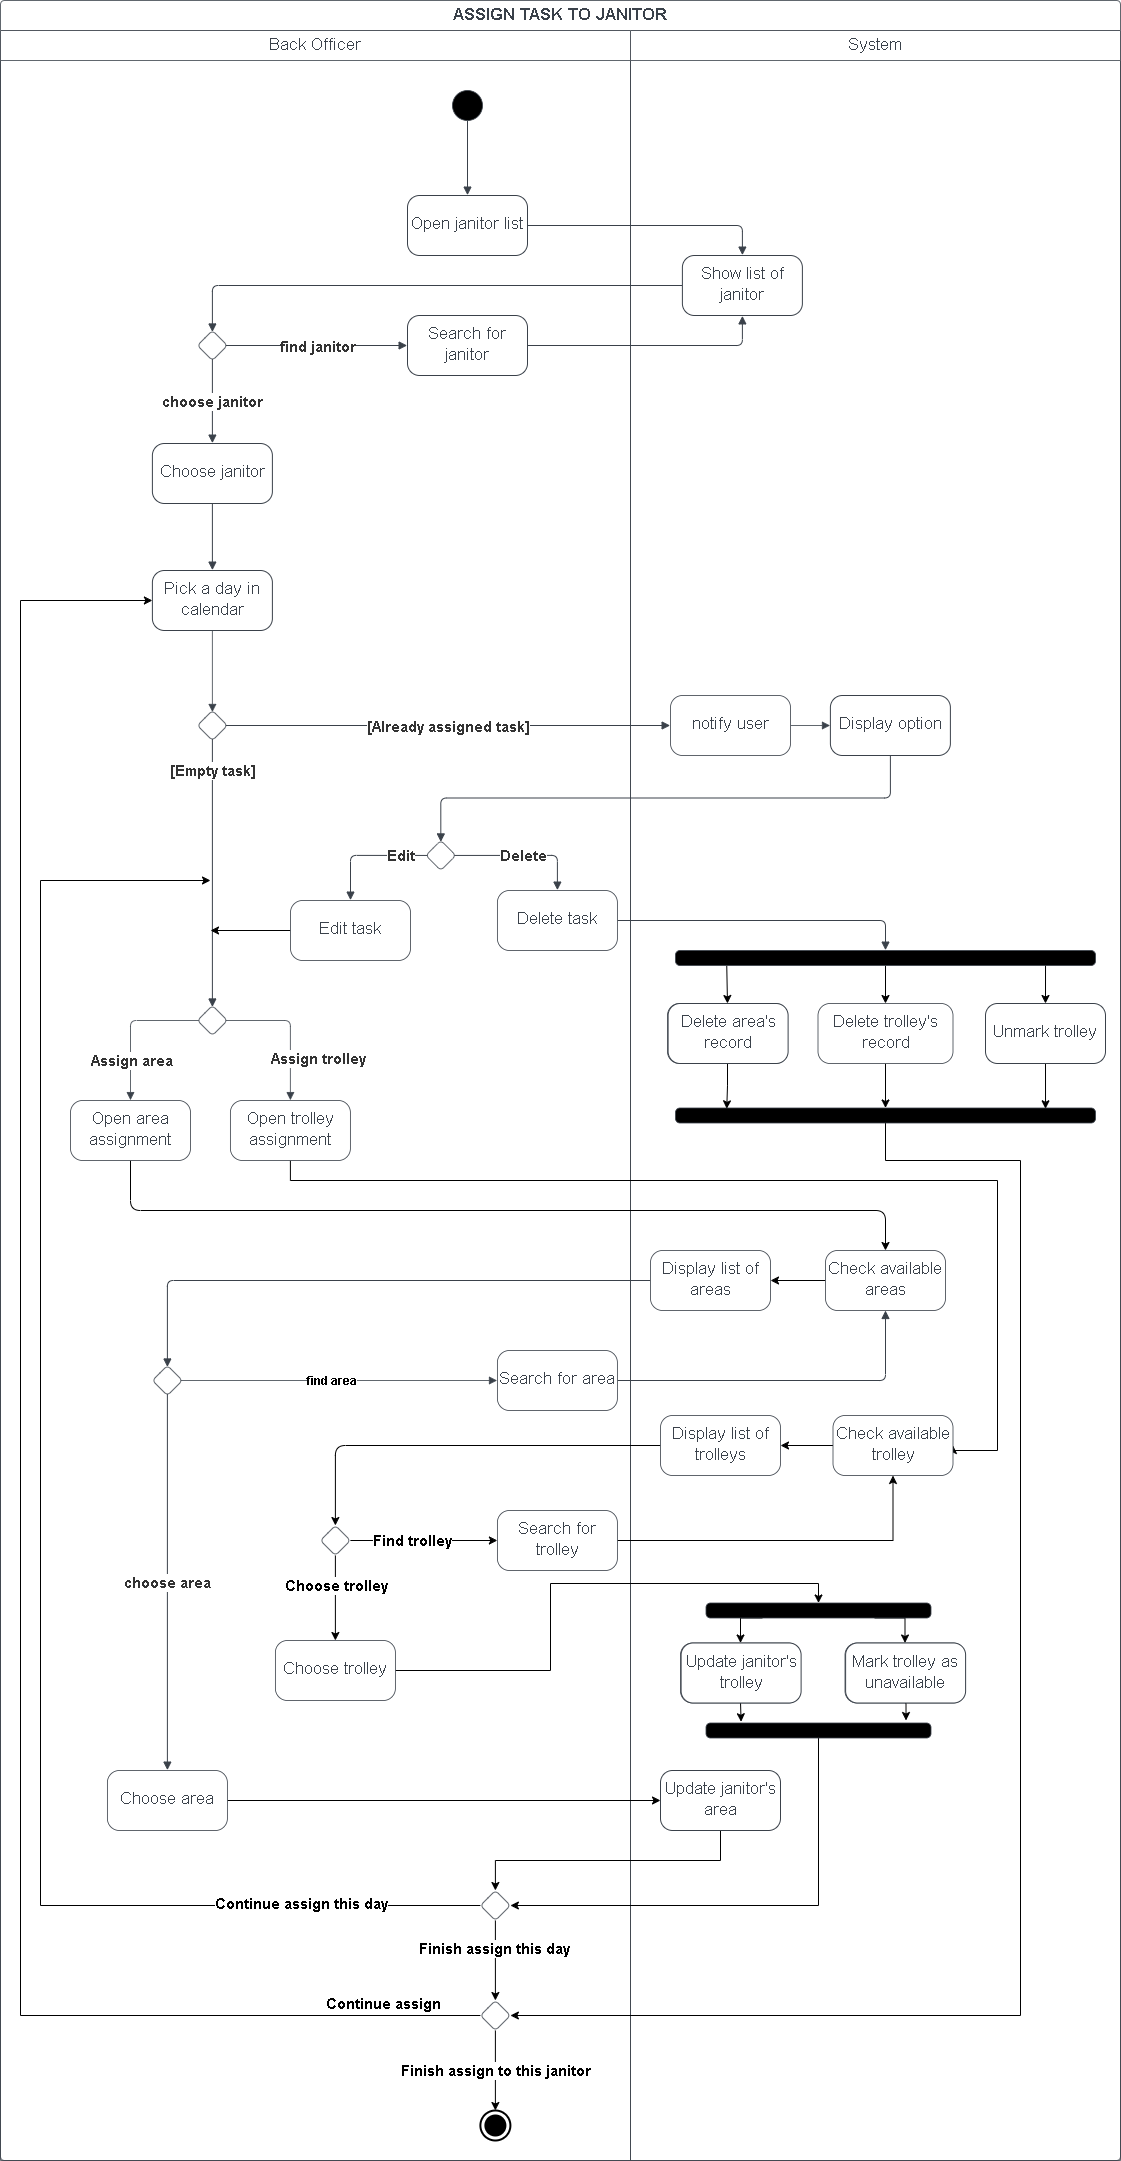 ASSIGN TASK TO JANITOR
Back Officer
System
Open janitor list
Show list of
janitor
find janitor
Search for
janitor
choose janitor
Choose janitor
Pick a day in
calendar
[Already assigned task]
notify user
Display option
[Empty task]
Edit
Delete
Edit task
Delete task
Delete area's
record
Delete trolley's
record
Unmark trolley
Assign area
Assign trolley
Open area
assignment
Open trolley
assignment
Display list of
areas
Check available
areas
find area
Search for area
Display list of
trolleys
Check available
trolley
Find trolley
Search for
trolley
choose area
Choose trolley
Choose trolley
Update janitor's
trolley
Mark trolley as
unavailable
Choose area
Update janitor's
area
Continue assign this day
Finish assign this day
Continue assign
Finish assign to this janitor